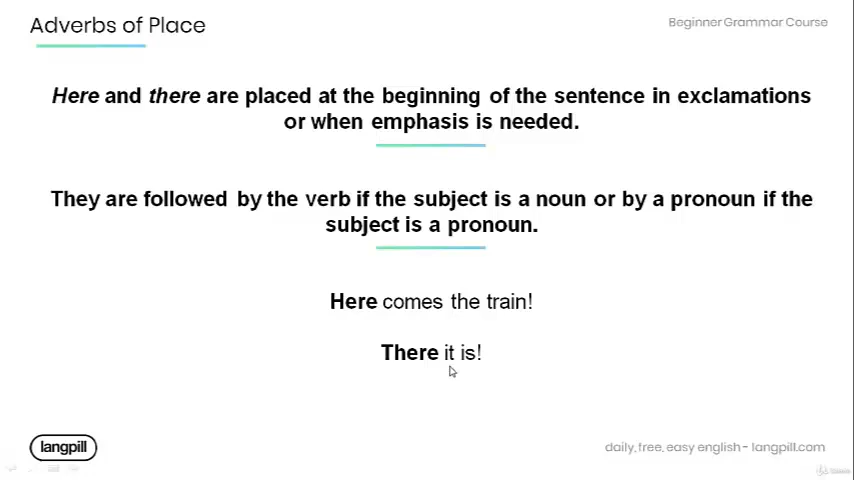 Adverbs of Place
Beginner Grammar Course
Here and there are placed at the beginning of the sentence in exclamations
or when emphasis is needed.
They are followed by the verb if the subject is a noun or by a pronoun if the
subject is a pronoun.
Here comes the train!
There it is!
langpill
daily, free, easy english - langpill.com